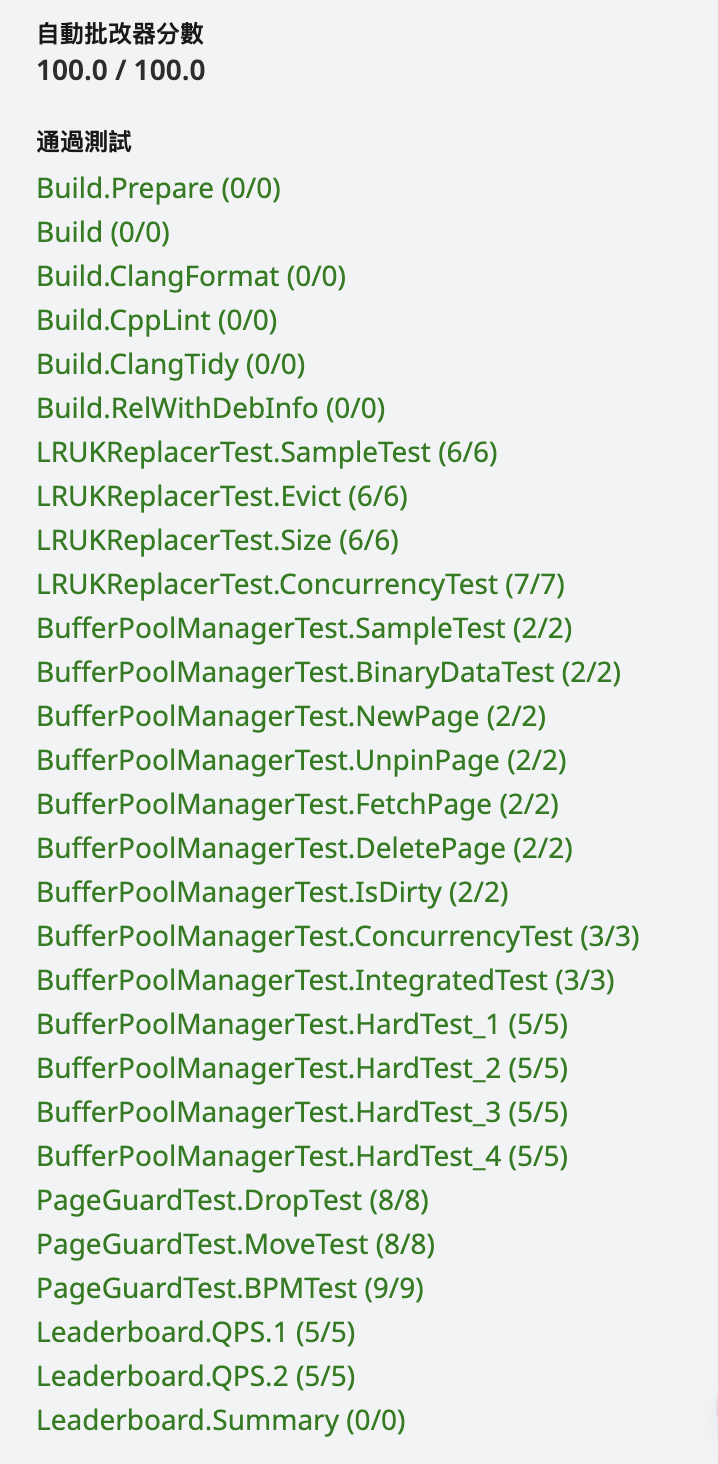 自動批改器分數
100.0 / 100.0
通過測試
Build.Prepare (0/0)
Build (0/0)
Build.ClangFormat (0/0)
Build.CppLint (0/0)
Build.ClangTidy (0/0)
Build.RelWithDebInfo (0/0)
LRUKReplacerTest.SampleTest (6/6)
LRUKReplacerTest.Evict (6/6)
LRUKReplacerTest.Size (6/6)
LRUKReplacerTest.ConcurrencyTest (7/7)
BufferPoolManagerTest.SampleTest (2/2)
BufferPoolManagerTest.BinaryDataTest (2/2)
BufferPoolManagerTest.NewPage (2/2)
BufferPoolManagerTest.UnpinPage (2/2)
BufferPoolManagerTest.FetchPage (2/2)
BufferPoolManagerTest.DeletePage (2/2)
BufferPoolManagerTest.IsDirty (2/2)
BufferPoolManagerTest.ConcurrencyTest (3/3)
BufferPoolManagerTest.IntegratedTest (3/3)
BufferPoolManagerTest.HardTest_1 (5/5)
BufferPoolManagerTest.HardTest_2 (5/5)
BufferPoolManagerTest.HardTest_3 (5/5)
BufferPoolManagerTest.HardTest_4 (5/5)
PageGuardTest.DropTest (8/8)
PageGuardTest.MoveTest (8/8)
PageGuardTest.BPMTest (9/9)
Leaderboard.QPS.1 (5/5)
Leaderboard.QPS.2 (5/5)
Leaderboard.Summary (0/0)